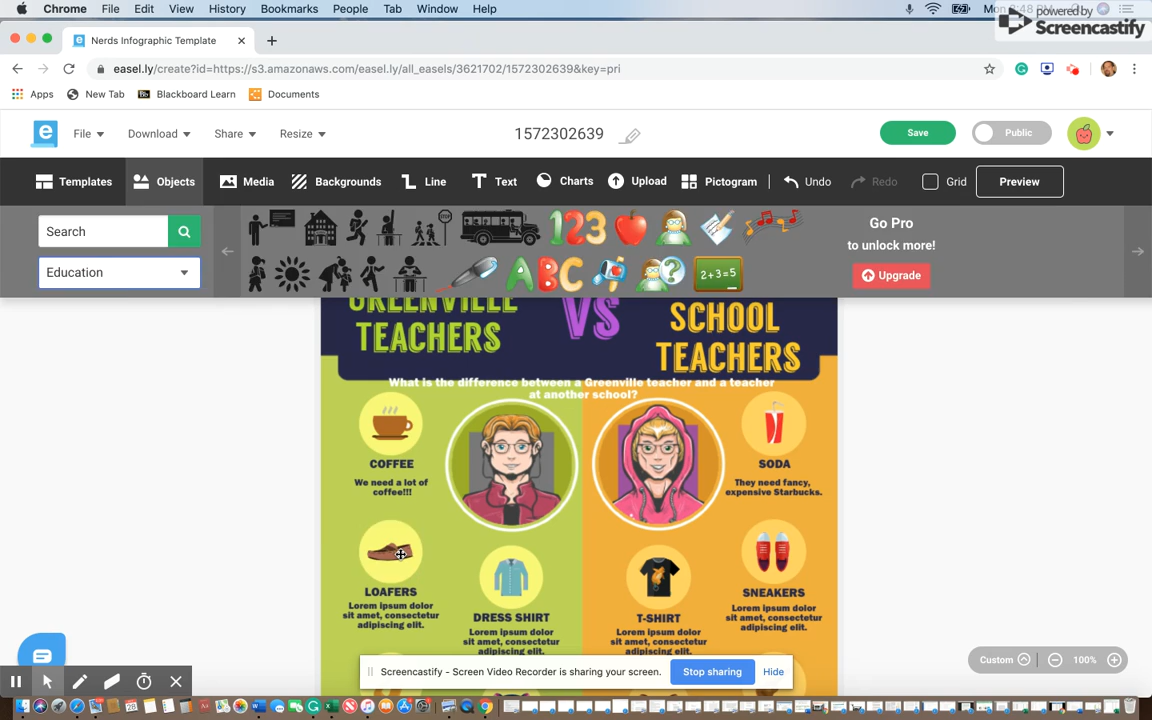 Chrome File Edit View History Bookmarks People Tab Window Help
powered by
Screencastify
Nerds Infographic Template
easel.ly/create?id=https://s3.amazonaws.com/easel.ly/all_easels/3621702/1572302639&key=pri
Apps New Tab Blackboard Learn Documents
File Download Share Resize 1572302639 Save Public
Templates Objects Media Backgrounds Line Text Charts Upload Pictogram Undo Redo Grid Preview
Search
Education
STOP
123
ABC
2+3=5
Go Pro
to unlock more!
Upgrade
GREENVILLE
TEACHERS
VS
SCHOOL
TEACHERS
What is the difference between a Greenville teacher and a teacher
at another school?
COFFEE
We need a lot of
coffee!!!
SODA
They need fancy,
expensive Starbucks.
LOAFERS
Lorem ipsum dolor
sit amet, consectetur
adipiscing elit.
DRESS SHIRT
Lorem ipsum dolor
sit amet, consectetur
T-SHIRT
Lorem ipsum dolor
sit amet, consectetur
SNEAKERS
Lorem ipsum dolor
sit amet, consectetur
adipiscing elit.
Custom 100%
Screencastify - Screen Video Recorder is sharing your screen. Stop sharing Hide